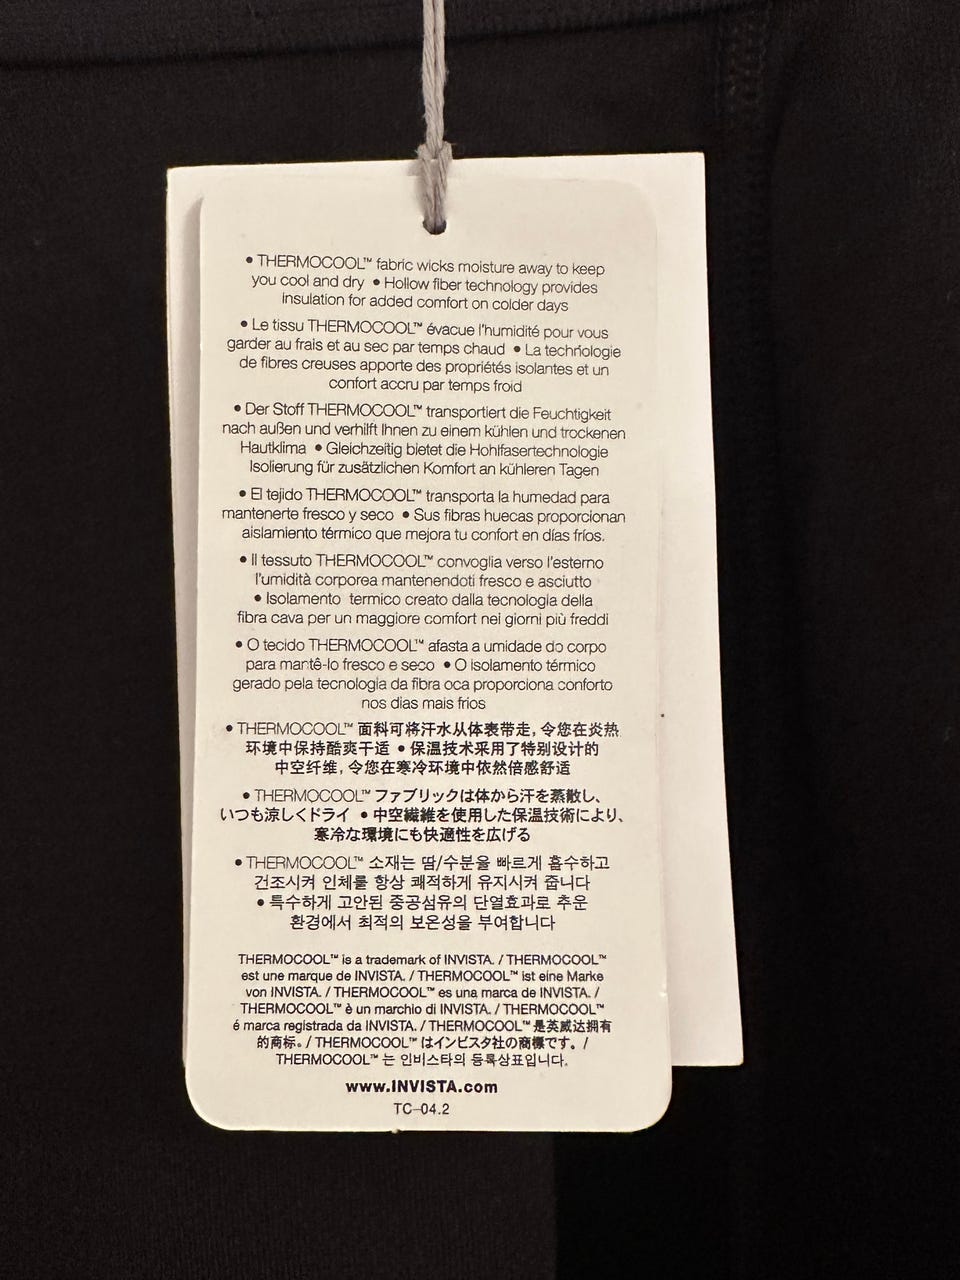 • THERMOCOOL™ fabric wicks moisture away to keep
you cool and dry • Hollow fiber technology provides
insulation for added comfort on colder days
• Le tissu THERMOCOOL™ évacue l'humidité pour vous
garder au frais et au sec par temps chaud • La technologie
de fibres creuses apporte des propriétés isolantes et un
confort accru par temps froid
• Der Stoff THERMOCOOL™ transportiert die Feuchtigkeit
nach außen und verhilft Ihnen zu einem kühlen und trockenen
Hautklima • Gleichzeitig bietet die Hohlfasertechnologie
Isolierung für zusätzlichen Komfort an kühleren Tagen
• El tejido THERMOCOOL™ transporta la humedad para
mantenerte fresco y seco • Sus fibras huecas proporcionan
aislamiento térmico que mejora tu confort en días fríos.
• Il tessuto THERMOCOOL™ convoglia verso l'esterno
l'umidità corporea mantenendoti fresco e asciutto
• Isolamento termico creato dalla tecnologia della
fibra cava per un maggiore comfort nei giorni più freddi
• O tecido THERMOCOOL™ afasta a umidade do corpo
para mantê-lo fresco e seco • O isolamento térmico
gerado pela tecnologia da fibra oca proporciona conforto
nos dias mais frios
• THERMOCOOL™ 面料可将汗水从体表带走, 令您在炎热
环境中保持酷爽干适 • 保温技术采用了特别设计的
中空纤维, 令您在寒冷环境中依然倍感舒适
• THERMOCOOL™ ファブリックは体から汗を蒸散し、
いつも涼しくドライ • 中空繊維を使用した保温技術により、
寒冷な環境にも快適性を広げる
• THERMOCOOL™ 소재는 땀/수분을 빠르게 흡수하고
건조시켜 인체를 항상 쾌적하게 유지시켜 줍니다
• 특수하게 고안된 중공섬유의 단열효과로 추운
환경에서 최적의 보온성을 부여합니다
THERMOCOOL™ is a trademark of INVISTA. / THERMOCOOL™
est une marque de INVISTA. / THERMOCOOL™ ist eine Marke
von INVISTA. / THERMOCOOL™ es una marca de INVISTA. /
THERMOCOOL™ è un marchio di INVISTA. / THERMOCOOL™
é marca registrada da INVISTA. / THERMOCOOL™ 是英威达拥有
的商标。/ THERMOCOOL™ はインビスタ社の商標です。/
THERMOCOOL™ 는 인비스타의 등록상표입니다.
www.INVISTA.com
TC-04.2